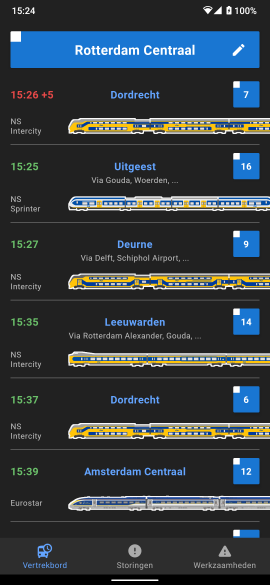 15:24
100%
Rotterdam Centraal
15:26 +5
Dordrecht
7
NS
Intercity
15:25
Uitgeest
16
Via Gouda, Woerden, ...
NS
Sprinter
15:27
Deurne
9
Via Delft, Schiphol Airport, ...
NS
Intercity
15:35
Leeuwarden
14
Via Rotterdam Alexander, Gouda, ...
NS
Intercity
15:37
Dordrecht
6
NS
Intercity
15:39
Amsterdam Centraal
12
Eurostar
Vertrekbord
Storingen
Werkzaamheden